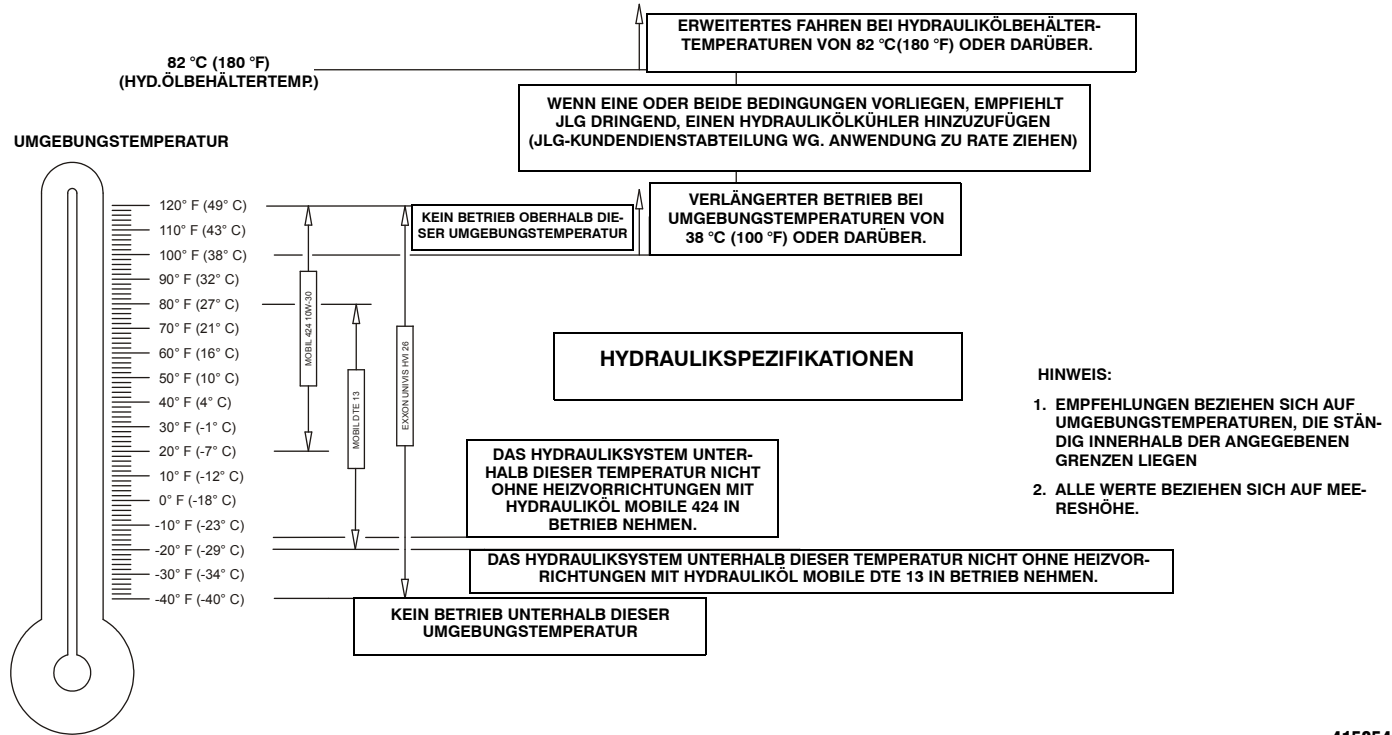 ERWEITERTES FAHREN BEI HYDRAULIKÖLBEHÄLTER-
TEMPERATUREN VON 82 °C(180 °F) ODER DARÜBER.
82 °C (180 °F)
(HYD.ÖLBEHÄLTERTEMP.)
WENN EINE ODER BEIDE BEDINGUNGEN VORLIEGEN, EMPFIEHLT
JLG DRINGEND, EINEN HYDRAULIKÖLKÜHLER HINZUZUFÜGEN
(JLG-KUNDENDIENSTABTEILUNG WG. ANWENDUNG ZU RATE ZIEHEN)
UMGEBUNGSTEMPERATUR
120° F (49° C)
110° F (43° C)
100° F (38° C)
90° F (32° C)
80° F (27° C)
70° F (21° C)
60° F (16° C)
50° F (10° C)
40° F (4° C)
30° F (-1° C)
20° F (-7° C)
10° F (-12° C)
0° F (-18° C)
-10° F (-23° C)
-20° F (-29° C)
-30° F (-34° C)
-40° F (-40° C)
MOBIL 424 10W-30
MOBIL DTE 13
EXXON UNIVIS HVI 26
KEIN BETRIEB OBERHALB DIE-
SER UMGEBUNGSTEMPERATUR
VERLÄNGERTER BETRIEB BEI
UMGEBUNGSTEMPERATUREN VON
38 °C (100 °F) ODER DARÜBER.
HYDRAULIKSPEZIFIKATIONEN
DAS HYDRAULIKSYSTEM UNTER-
HALB DIESER TEMPERATUR NICHT
OHNE HEIZVORRICHTUNGEN MIT
HYDRAULIKÖL MOBILE 424 IN
BETRIEB NEHMEN.
DAS HYDRAULIKSYSTEM UNTERHALB DIESER TEMPERATUR NICHT OHNE HEIZVOR-
RICHTUNGEN MIT HYDRAULIKÖL MOBILE DTE 13 IN BETRIEB NEHMEN.
KEIN BETRIEB UNTERHALB DIESER
UMGEBUNGSTEMPERATUR
HINWEIS:
1. EMPFEHLUNGEN BEZIEHEN SICH AUF
UMGEBUNGSTEMPERATUREN, DIE STÄN-
DIG INNERHALB DER ANGEGEBENEN
GRENZEN LIEGEN
2. ALLE WERTE BEZIEHEN SICH AUF MEE-
RESHÖHE.